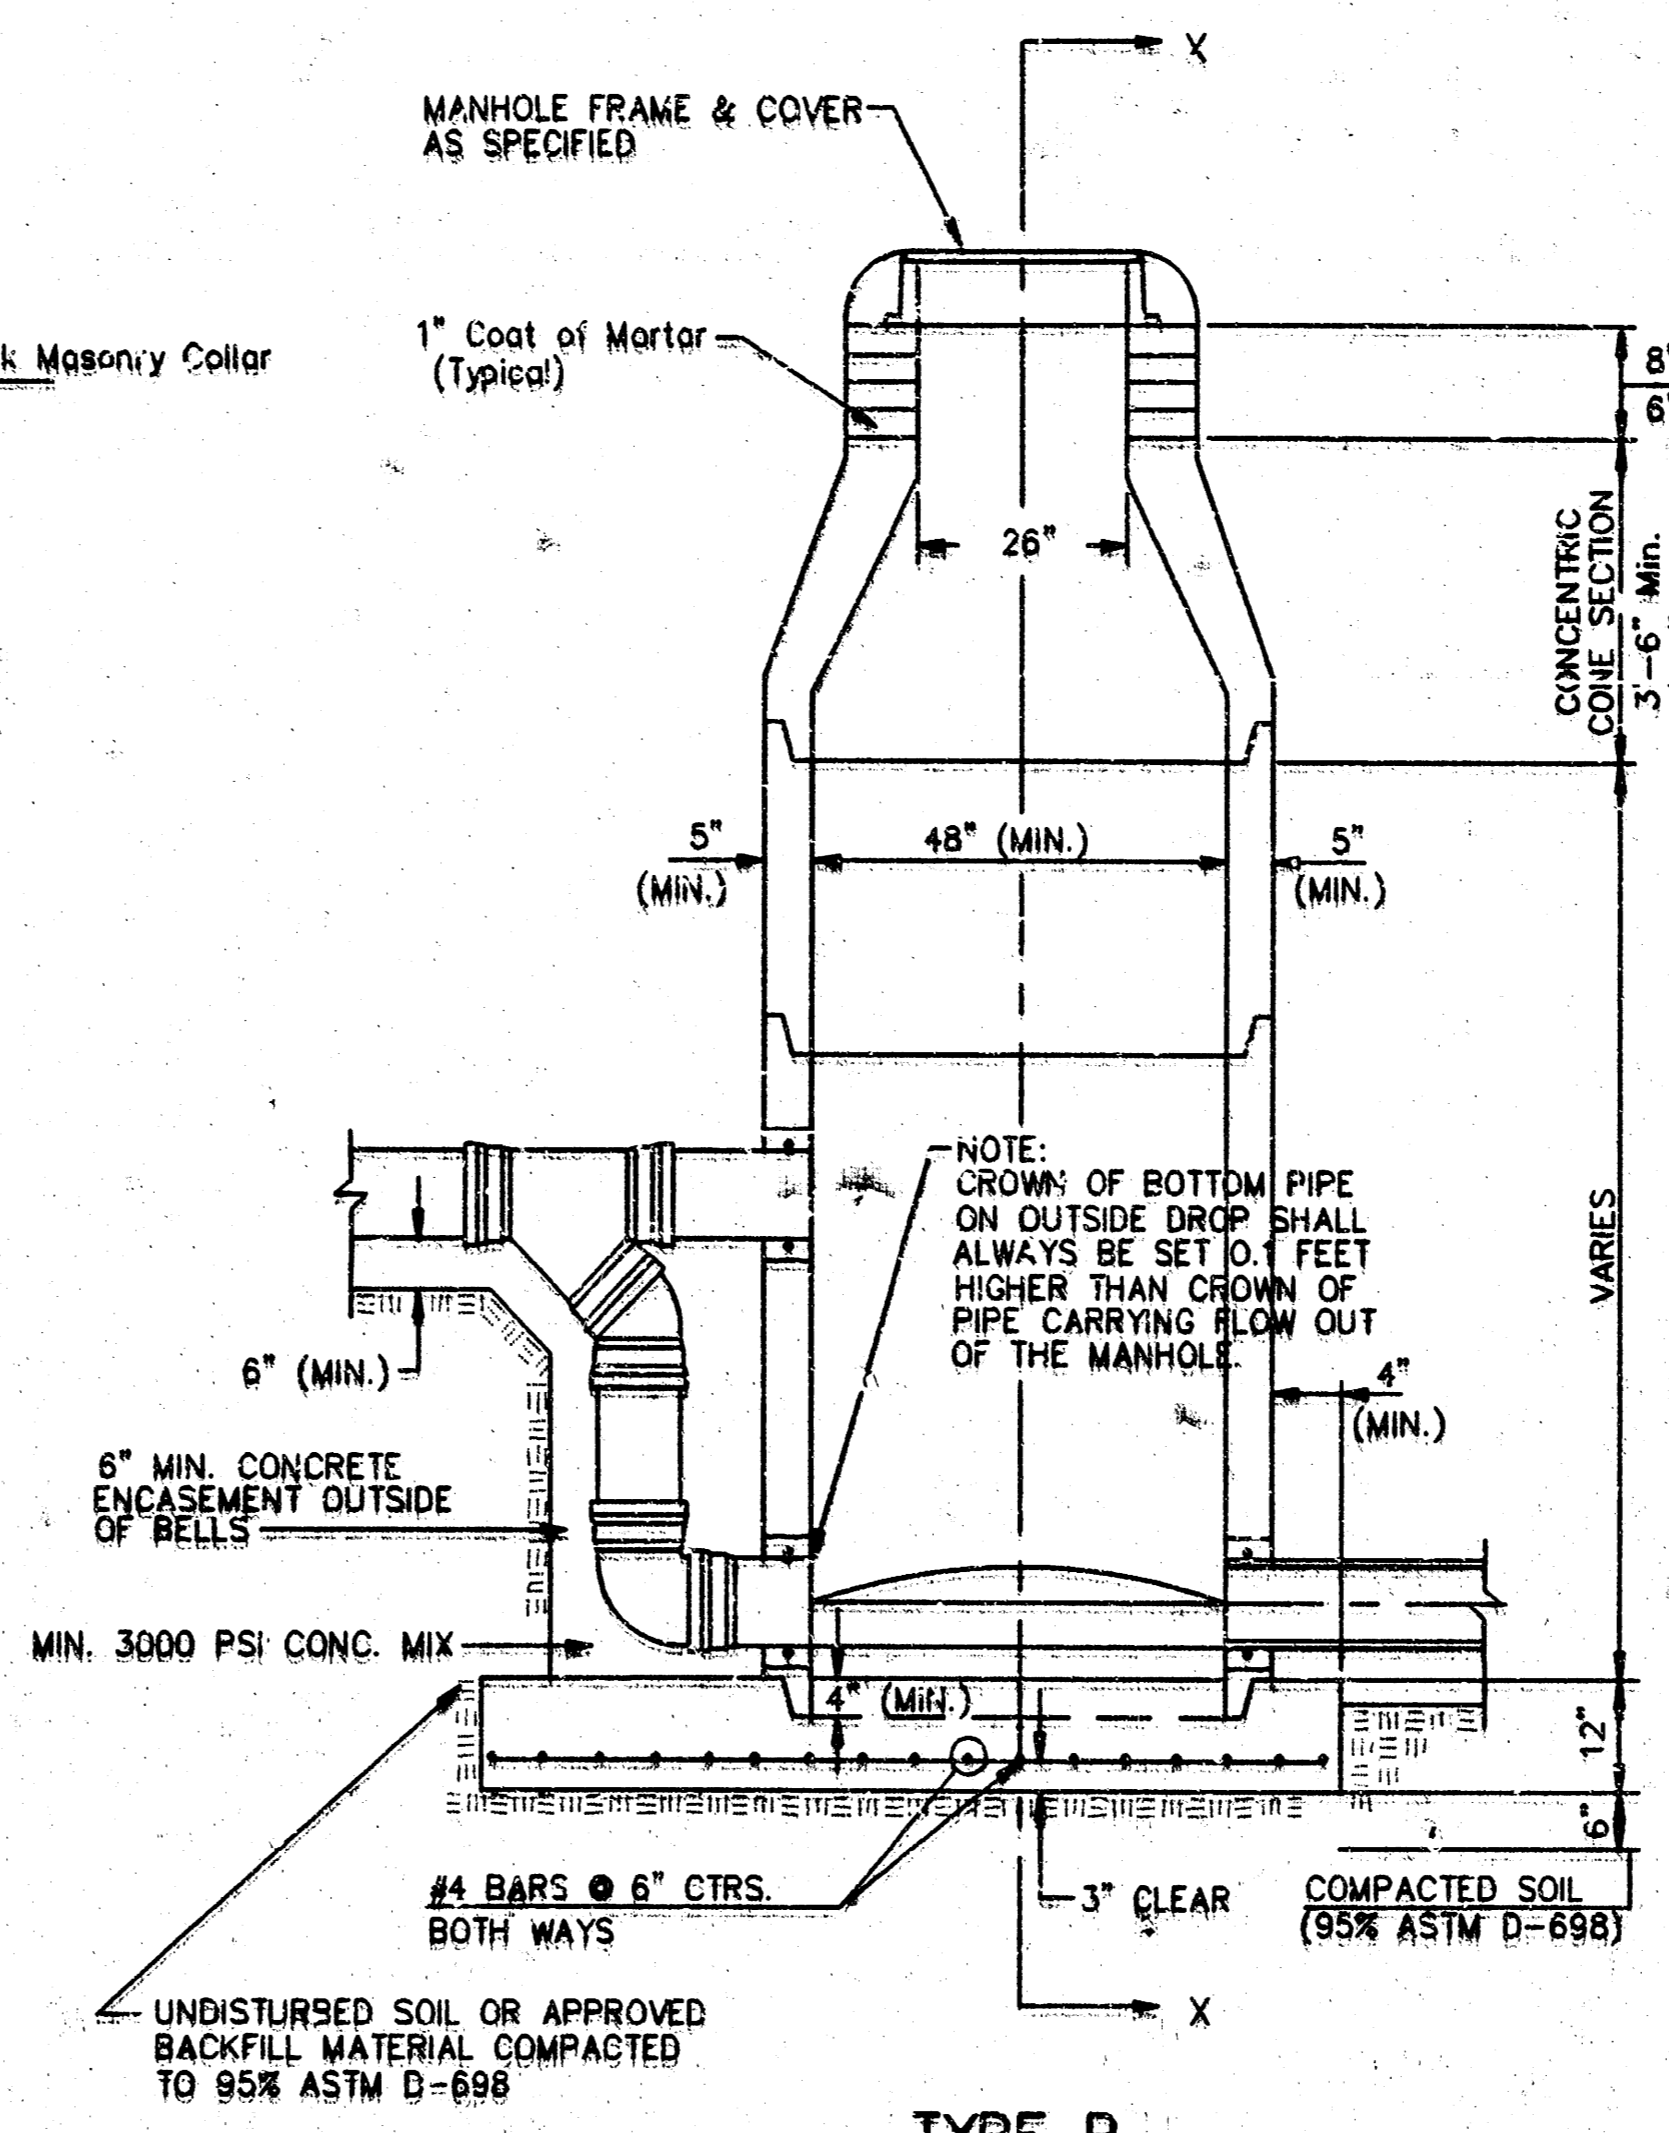 X
MANHOLE FRAME & COVER
AS SPECIFIED
k Masonry Collar
1" Coat of Mortar
(Typical)
8"
6"
26"
CONCENTRIC
CONE SECTION
3'-6" Min.
5"
(MIN.)
48" (MIN.)
5"
(MIN.)
NOTE:
CROWN OF BOTTOM PIPE
ON OUTSIDE DROP SHALL
ALWAYS BE SET 0.1 FEET
HIGHER THAN CROWN OF
PIPE CARRYING FLOW OUT
OF THE MANHOLE.
VARIES
6" (MIN.)
4"
(MIN.)
6" MIN. CONCRETE
ENCASEMENT OUTSIDE
OF BELLS
MIN. 3000 PSI CONC. MIX
4" (MIN.)
12"
6"
#4 BARS @ 6" CTRS.
BOTH WAYS
3" CLEAR
COMPACTED SOIL
(95% ASTM D-698)
X
UNDISTURBED SOIL OR APPROVED
BACKFILL MATERIAL COMPACTED
TO 95% ASTM D-698
TYPE